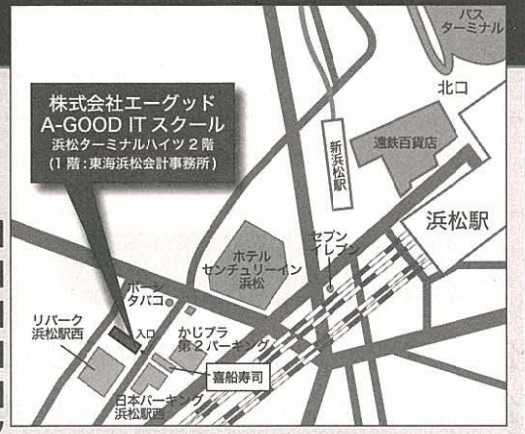 バス
ターミナル
北口
株式会社エーグッド
A-GOOD IT スクール
浜松ターミナルハイツ 2 階
(1 階 : 東海浜松会計事務所)
新浜松駅
遠鉄百貨店
浜松駅
セブン
イレブン
ホテル
センチュリーイン
浜松
ポーラ
タバコ
リパーク
浜松駅西
入口
かじプラ
第2パーキング
喜船寿司
日本パーキング
浜松駅西